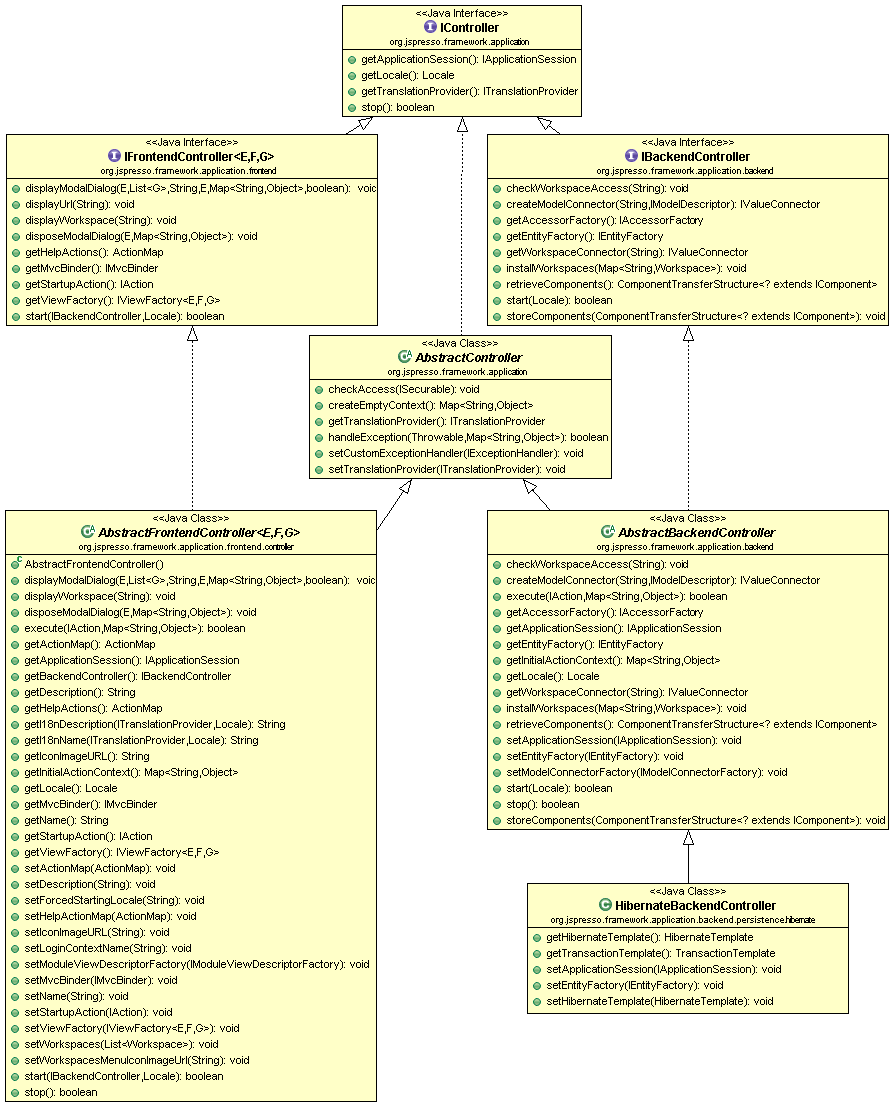 <<Java Interface>>
IController
org.jspresso.framework.application
getApplicationSession(): IApplicationSession
getLocale(): Locale
getTranslationProvider(): ITranslationProvider
stop(): boolean
<<Java Interface>>
IFrontendController<E,F,G>
org.jspresso.framework.application.frontend
displayModalDialog(E,List<G>,String,E,Map<String,Object>,boolean): void
displayUrl(String): void
displayWorkspace(String): void
disposeModalDialog(E,Map<String,Object>): void
getHelpActions(): ActionMap
getMvcBinder(): IMvcBinder
getStartupAction(): IAction
getViewFactory(): IViewFactory<E,F,G>
start(IBackendController,Locale): boolean
<<Java Interface>>
IBackendController
org.jspresso.framework.application.backend
checkWorkspaceAccess(String): void
createModelConnector(String,IModelDescriptor): IValueConnector
getAccessorFactory(): IAccessorFactory
getEntityFactory(): IEntityFactory
getWorkspaceConnector(String): IValueConnector
installWorkspaces(Map<String,Workspace>): void
retrieveComponents(): ComponentTransferStructure<? extends IComponent>
start(Locale): boolean
storeComponents(ComponentTransferStructure<? extends IComponent>): void
<<Java Class>>
AbstractController
org.jspresso.framework.application
checkAccess(ISecurable): void
createEmptyContext(): Map<String,Object>
getTranslationProvider(): ITranslationProvider
handleException(Throwable,Map<String,Object>): boolean
setCustomExceptionHandler(IExceptionHandler): void
setTranslationProvider(ITranslationProvider): void
<<Java Class>>
AbstractFrontendController<E,F,G>
org.jspresso.framework.application.frontend.controller
AbstractFrontendController()
displayModalDialog(E,List<G>,String,E,Map<String,Object>,boolean): void
displayWorkspace(String): void
disposeModalDialog(E,Map<String,Object>): void
execute(IAction,Map<String,Object>): boolean
getActionMap(): ActionMap
getApplicationSession(): IApplicationSession
getBackendController(): IBackendController
getDescription(): String
getHelpActions(): ActionMap
getI18nDescription(ITranslationProvider,Locale): String
getI18nName(ITranslationProvider,Locale): String
getIconImageURL(): String
getInitialActionContext(): Map<String,Object>
getLocale(): Locale
getMvcBinder(): IMvcBinder
getName(): String
getStartupAction(): IAction
getViewFactory(): IViewFactory<E,F,G>
setActionMap(ActionMap): void
setDescription(String): void
setForcedStartingLocale(String): void
setHelpActionMap(ActionMap): void
setIconImageURL(String): void
setLoginContextName(String): void
setModuleViewDescriptorFactory(IModuleViewDescriptorFactory): void
setMvcBinder(IMvcBinder): void
setName(String): void
setStartupAction(IAction): void
setViewFactory(IViewFactory<E,F,G>): void
setWorkspaces(List<Workspace>): void
setWorkspacesMenuIconImageUrl(String): void
start(IBackendController,Locale): boolean
stop(): boolean
<<Java Class>>
AbstractBackendController
org.jspresso.framework.application.backend
checkWorkspaceAccess(String): void
createModelConnector(String,IModelDescriptor): IValueConnector
execute(IAction,Map<String,Object>): boolean
getAccessorFactory(): IAccessorFactory
getApplicationSession(): IApplicationSession
getEntityFactory(): IEntityFactory
getInitialActionContext(): Map<String,Object>
getLocale(): Locale
getWorkspaceConnector(String): IValueConnector
installWorkspaces(Map<String,Workspace>): void
retrieveComponents(): ComponentTransferStructure<? extends IComponent>
setApplicationSession(IApplicationSession): void
setEntityFactory(IEntityFactory): void
setModelConnectorFactory(IModelConnectorFactory): void
start(Locale): boolean
stop(): boolean
storeComponents(ComponentTransferStructure<? extends IComponent>): void
<<Java Class>>
HibernateBackendController
org.jspresso.framework.application.backend.persistence.hibernate
getHibernateTemplate(): HibernateTemplate
getTransactionTemplate(): TransactionTemplate
setApplicationSession(IApplicationSession): void
setEntityFactory(IEntityFactory): void
setHibernateTemplate(HibernateTemplate): void